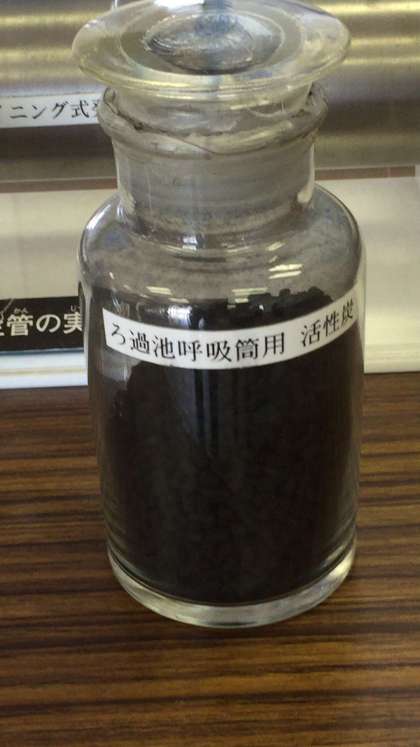 ニング式
管の実
ろ過池呼吸筒用 活性炭